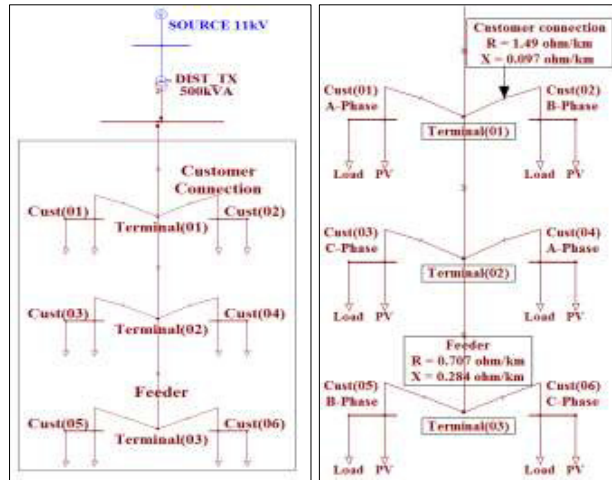 SOURCE 11kV
DIST_TX
500kVA
Customer
Connection
Cust(01)
Cust(02)
Terminal(01)
Cust(03)
Cust(04)
Terminal(02)
Feeder
Cust(05)
Cust(06)
Terminal(03)
Customer connection
R = 1.49 ohm/km
X = 0.097 ohm/km
Cust(01)
A-Phase
Cust(02)
B-Phase
Terminal(01)
Load PV
Load PV
Cust(03)
C-Phase
Cust(04)
A-Phase
Terminal(02)
Load PV
Load PV
Feeder
R = 0.707 ohm/km
X = 0.284 ohm/km
Cust(05)
B-Phase
Cust(06)
C-Phase
Terminal(03)
Load PV
Load PV